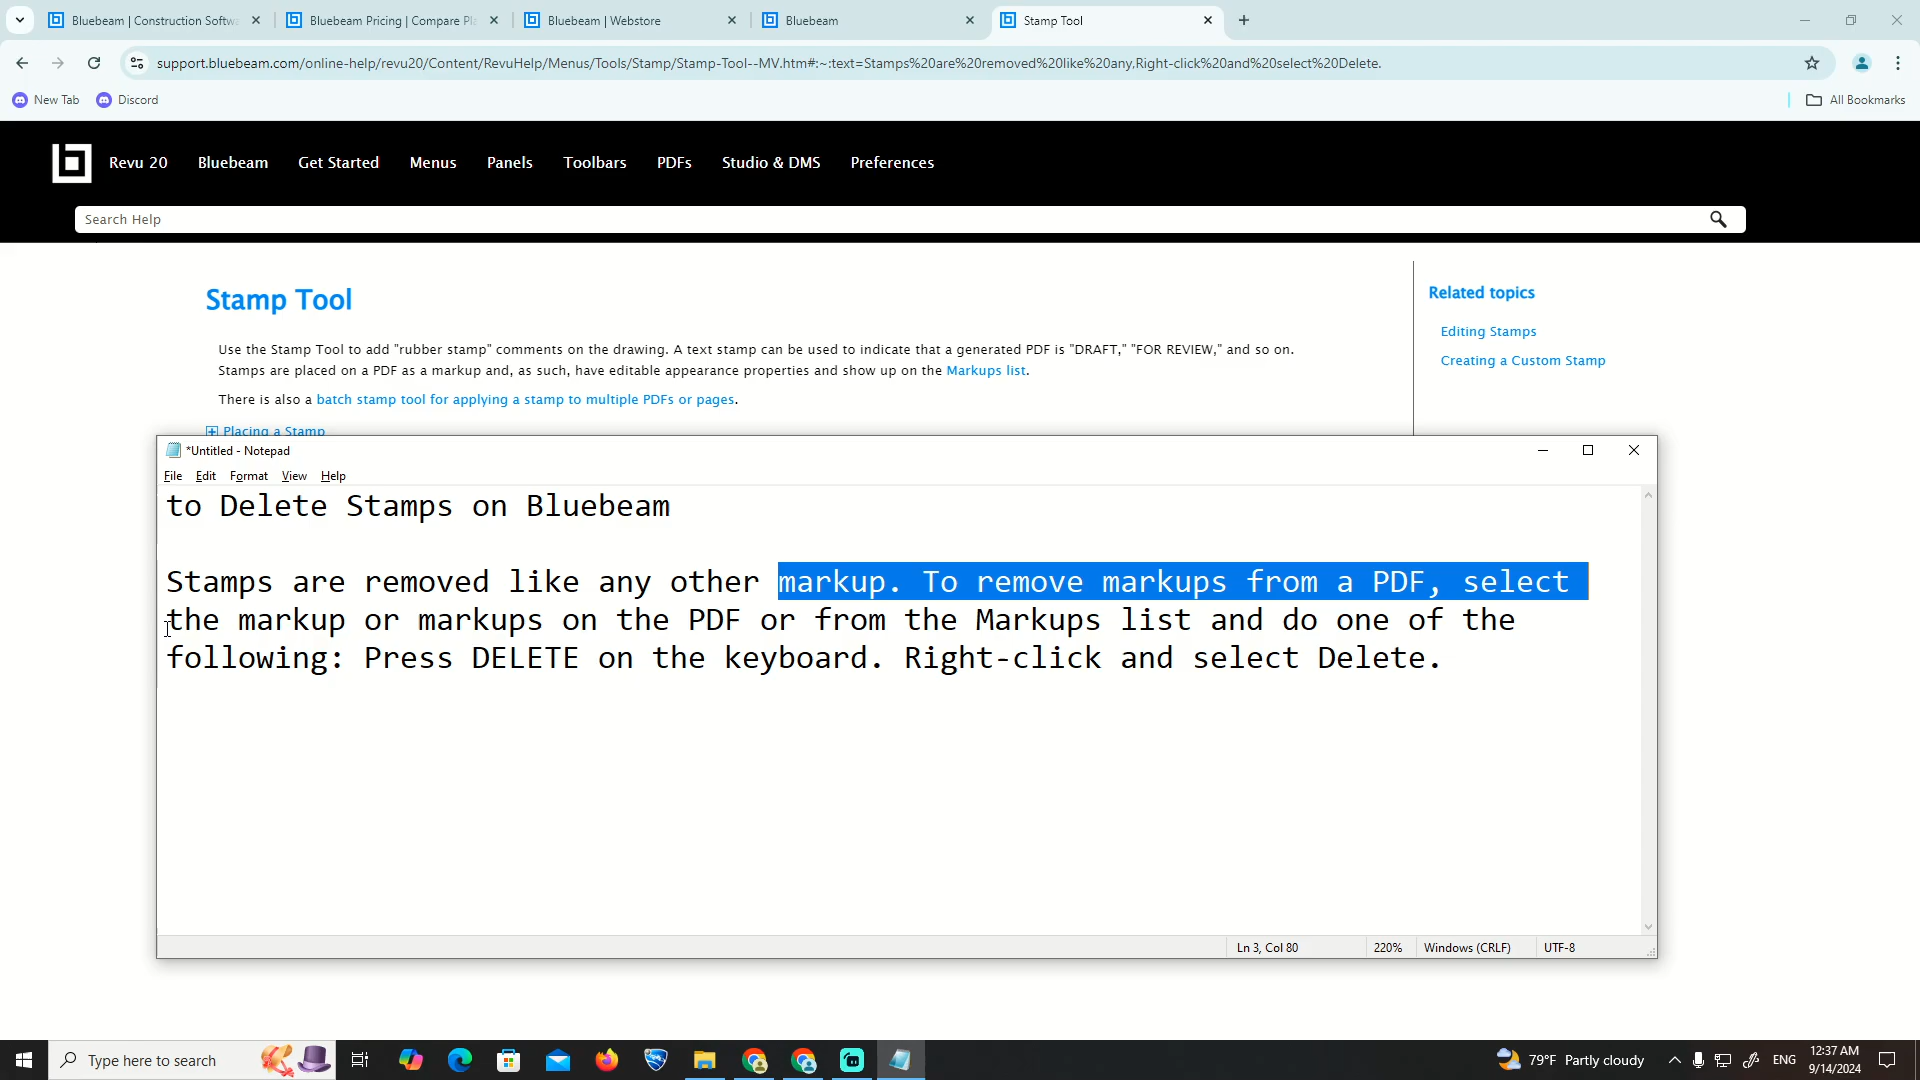 Bluebeam | Construction Softwa
Bluebeam Pricing | Compare Pla
Bluebeam | Webstore
Bluebeam
Stamp Tool
support.bluebeam.com/online-help/revu20/Content/RevuHelp/Menus/Tools/Stamp/Stamp-Tool--MV.htm#:~:text=Stamps%20are%20removed%20like%20any,Right-click%20and%20select%20Delete.
New Tab
Discord
All Bookmarks
Revu 20
Bluebeam
Get Started
Menus
Panels
Toolbars
PDFs
Studio & DMS
Preferences
Search Help
Stamp Tool
Use the Stamp Tool to add "rubber stamp" comments on the drawing. A text stamp can be used to indicate that a generated PDF is "DRAFT," "FOR REVIEW," and so on.
Stamps are placed on a PDF as a markup and, as such, have editable appearance properties and show up on the Markups list.
There is also a batch stamp tool for applying a stamp to multiple PDFs or pages.
Placing a Stamp
Related topics
Editing Stamps
Creating a Custom Stamp
*Untitled - Notepad
File
Edit
Format
View
Help
to Delete Stamps on Bluebeam
Stamps are removed like any other markup. To remove markups from a PDF, select
the markup or markups on the PDF or from the Markups list and do one of the
following: Press DELETE on the keyboard. Right-click and select Delete.
Ln 3, Col 80
220%
Windows (CRLF)
UTF-8
Type here to search
79°F Partly cloudy
ENG
12:37 AM
9/14/2024